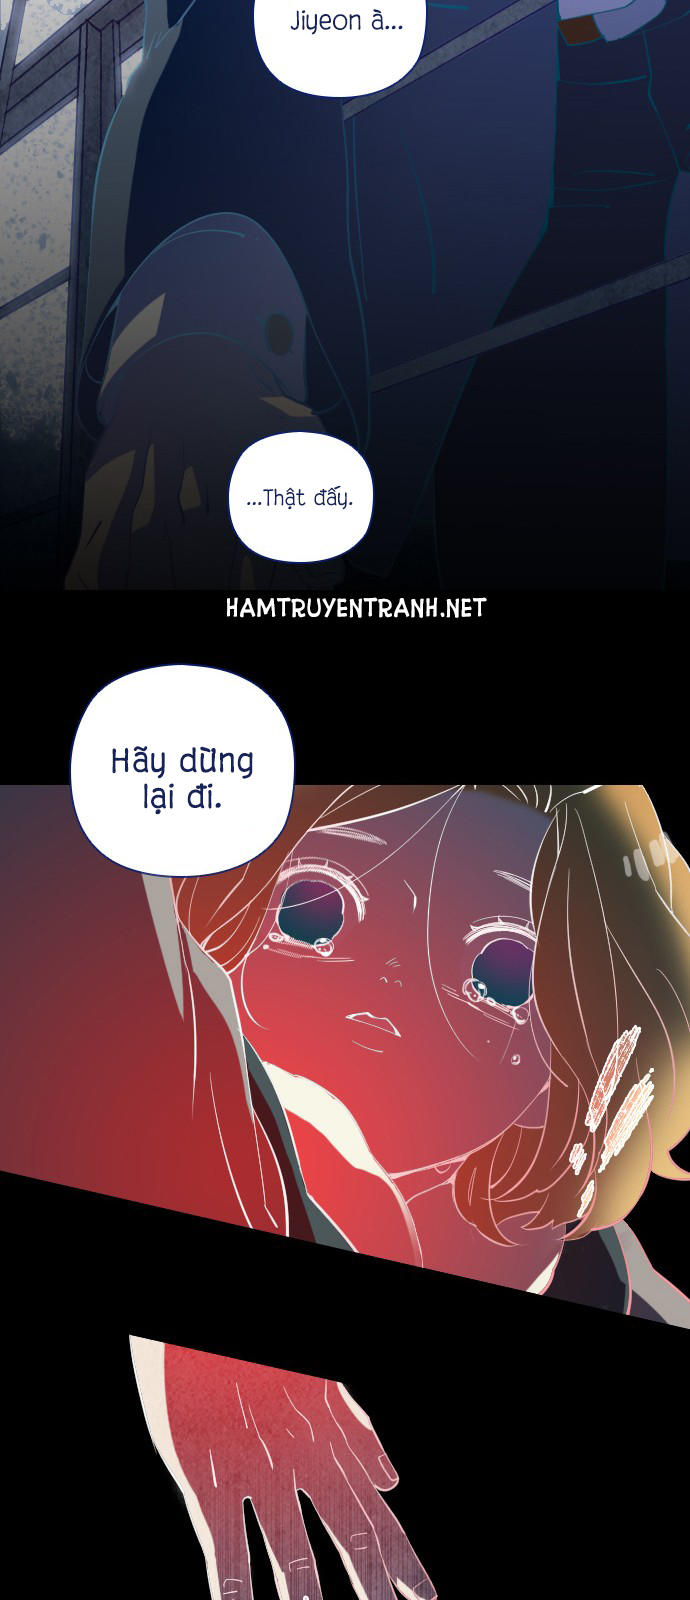 Jiyeon à...
...Thật đấy.
HAMTRUYENTRANH.NET
Hãy dừng
lại đi.